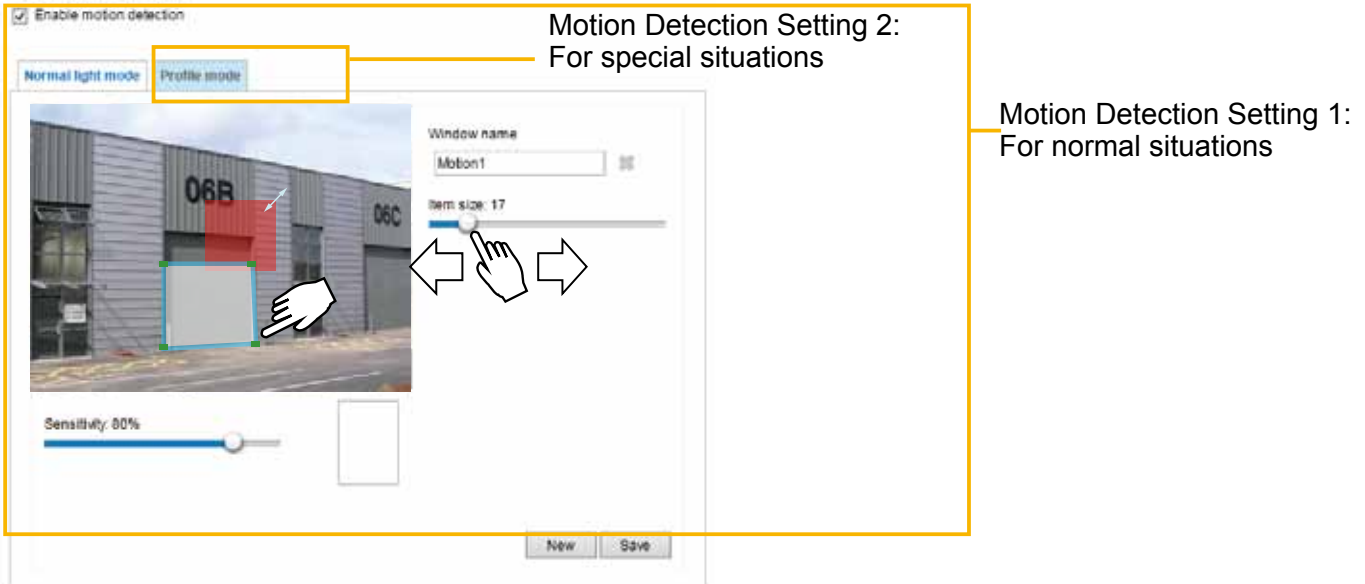 Enable motion detection
Motion Detection Setting 2:
For special situations
Normal light mode
Profile mode
Motion Detection Setting 1:
For normal situations
Window name
Motion1
06B
06C
Item size: 17
Sensitivity: 80%
New
Save